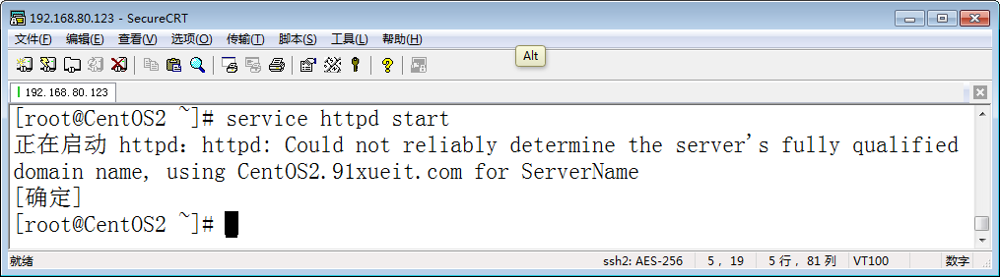 192.168.80.123 - SecureCRT
文件(F) 编辑(E) 查看(V) 选项(O) 传输(T) 脚本(S) 工具(L) 帮助(H)
Alt
192.168.80.123
[root@CentOS2 ~]# service httpd start
正在启动 httpd：httpd: Could not reliably determine the server's fully qualified
domain name, using CentOS2.91xueit.com for ServerName
[确定]
[root@CentOS2 ~]#
就绪 ssh2: AES-256 5, 19 5 行, 81 列 VT100 数字